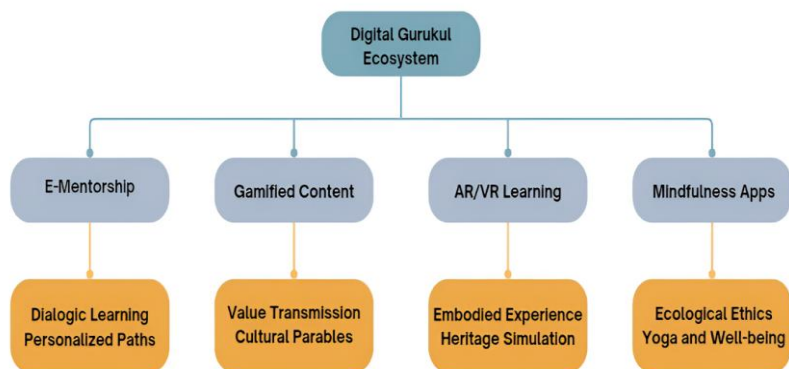 Digital Gurukul
Ecosystem
E-Mentorship
Gamified Content
AR/VR Learning
Mindfulness Apps
Dialogic Learning
Personalized Paths
Value Transmission
Cultural Parables
Embodied Experience
Heritage Simulation
Ecological Ethics
Yoga and Well-being